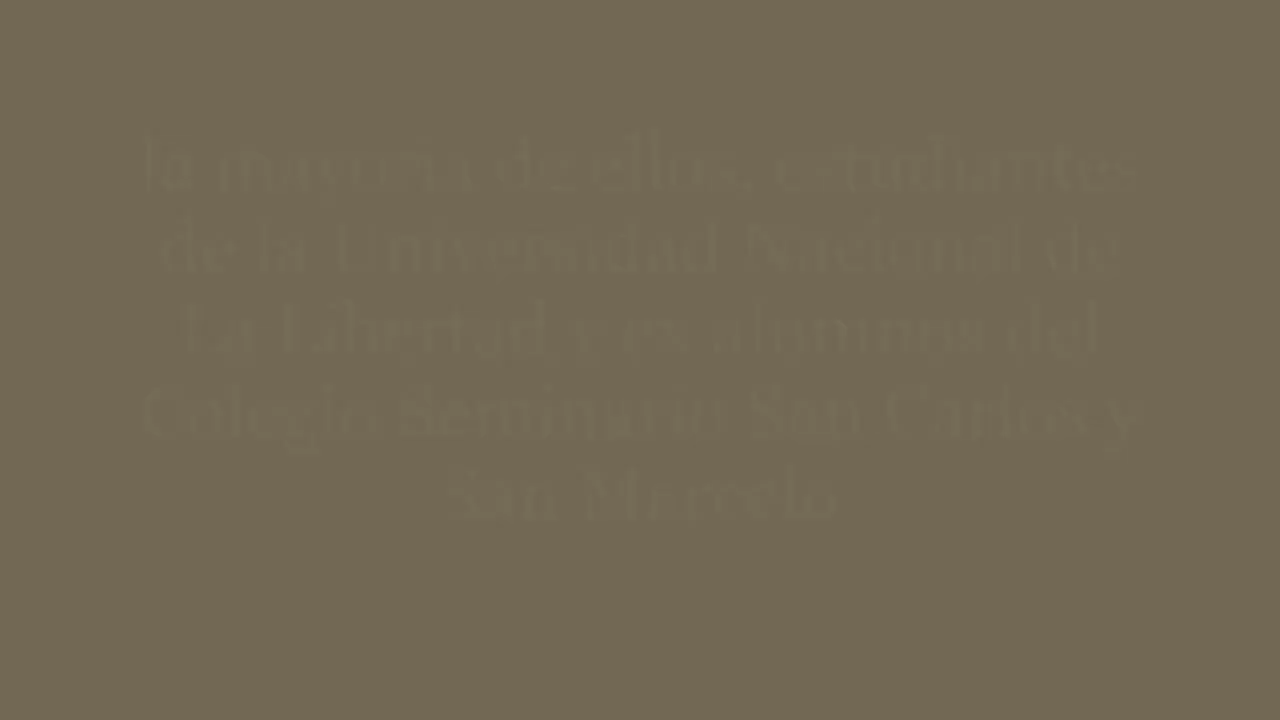 la mayoría de ellos, estudiantes
de la Universidad Nacional de
La Libertad y ex alumnos del
Colegio Seminario San Carlos y
San Marcelo